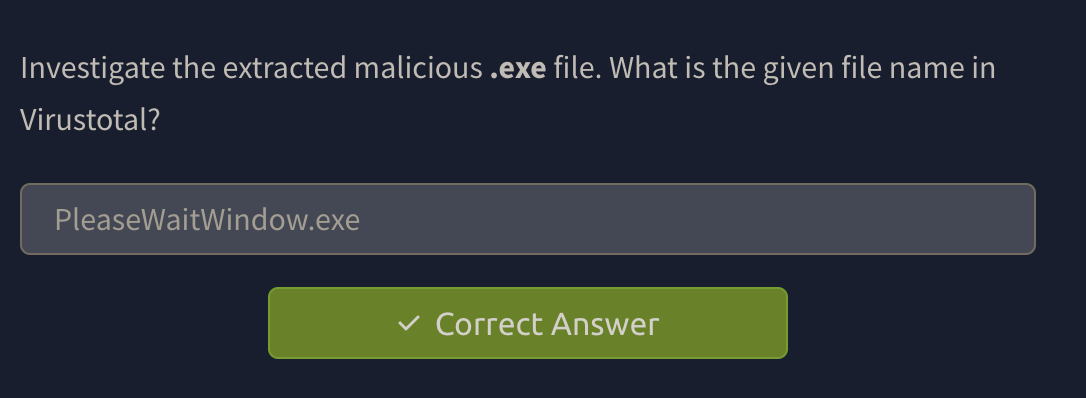 Investigate the extracted malicious .exe file. What is the given file name in
Virustotal?
PleaseWaitWindow.exe
✓ Correct Answer